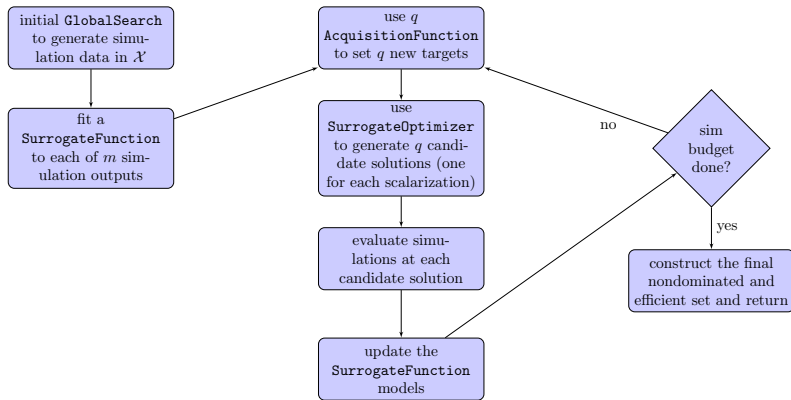 initial GlobalSearch
to generate simu-
lation data in 𝒳
fit a
SurrogateFunction
to each of m sim-
ulation outputs
use q
AcquisitionFunction
to set q new targets
use
SurrogateOptimizer
to generate q candi-
date solutions (one
for each scalarization)
evaluate simu-
lations at each
candidate solution
update the
SurrogateFunction
models
no
sim
budget
done?
yes
construct the final
nondominated and
efficient set and return